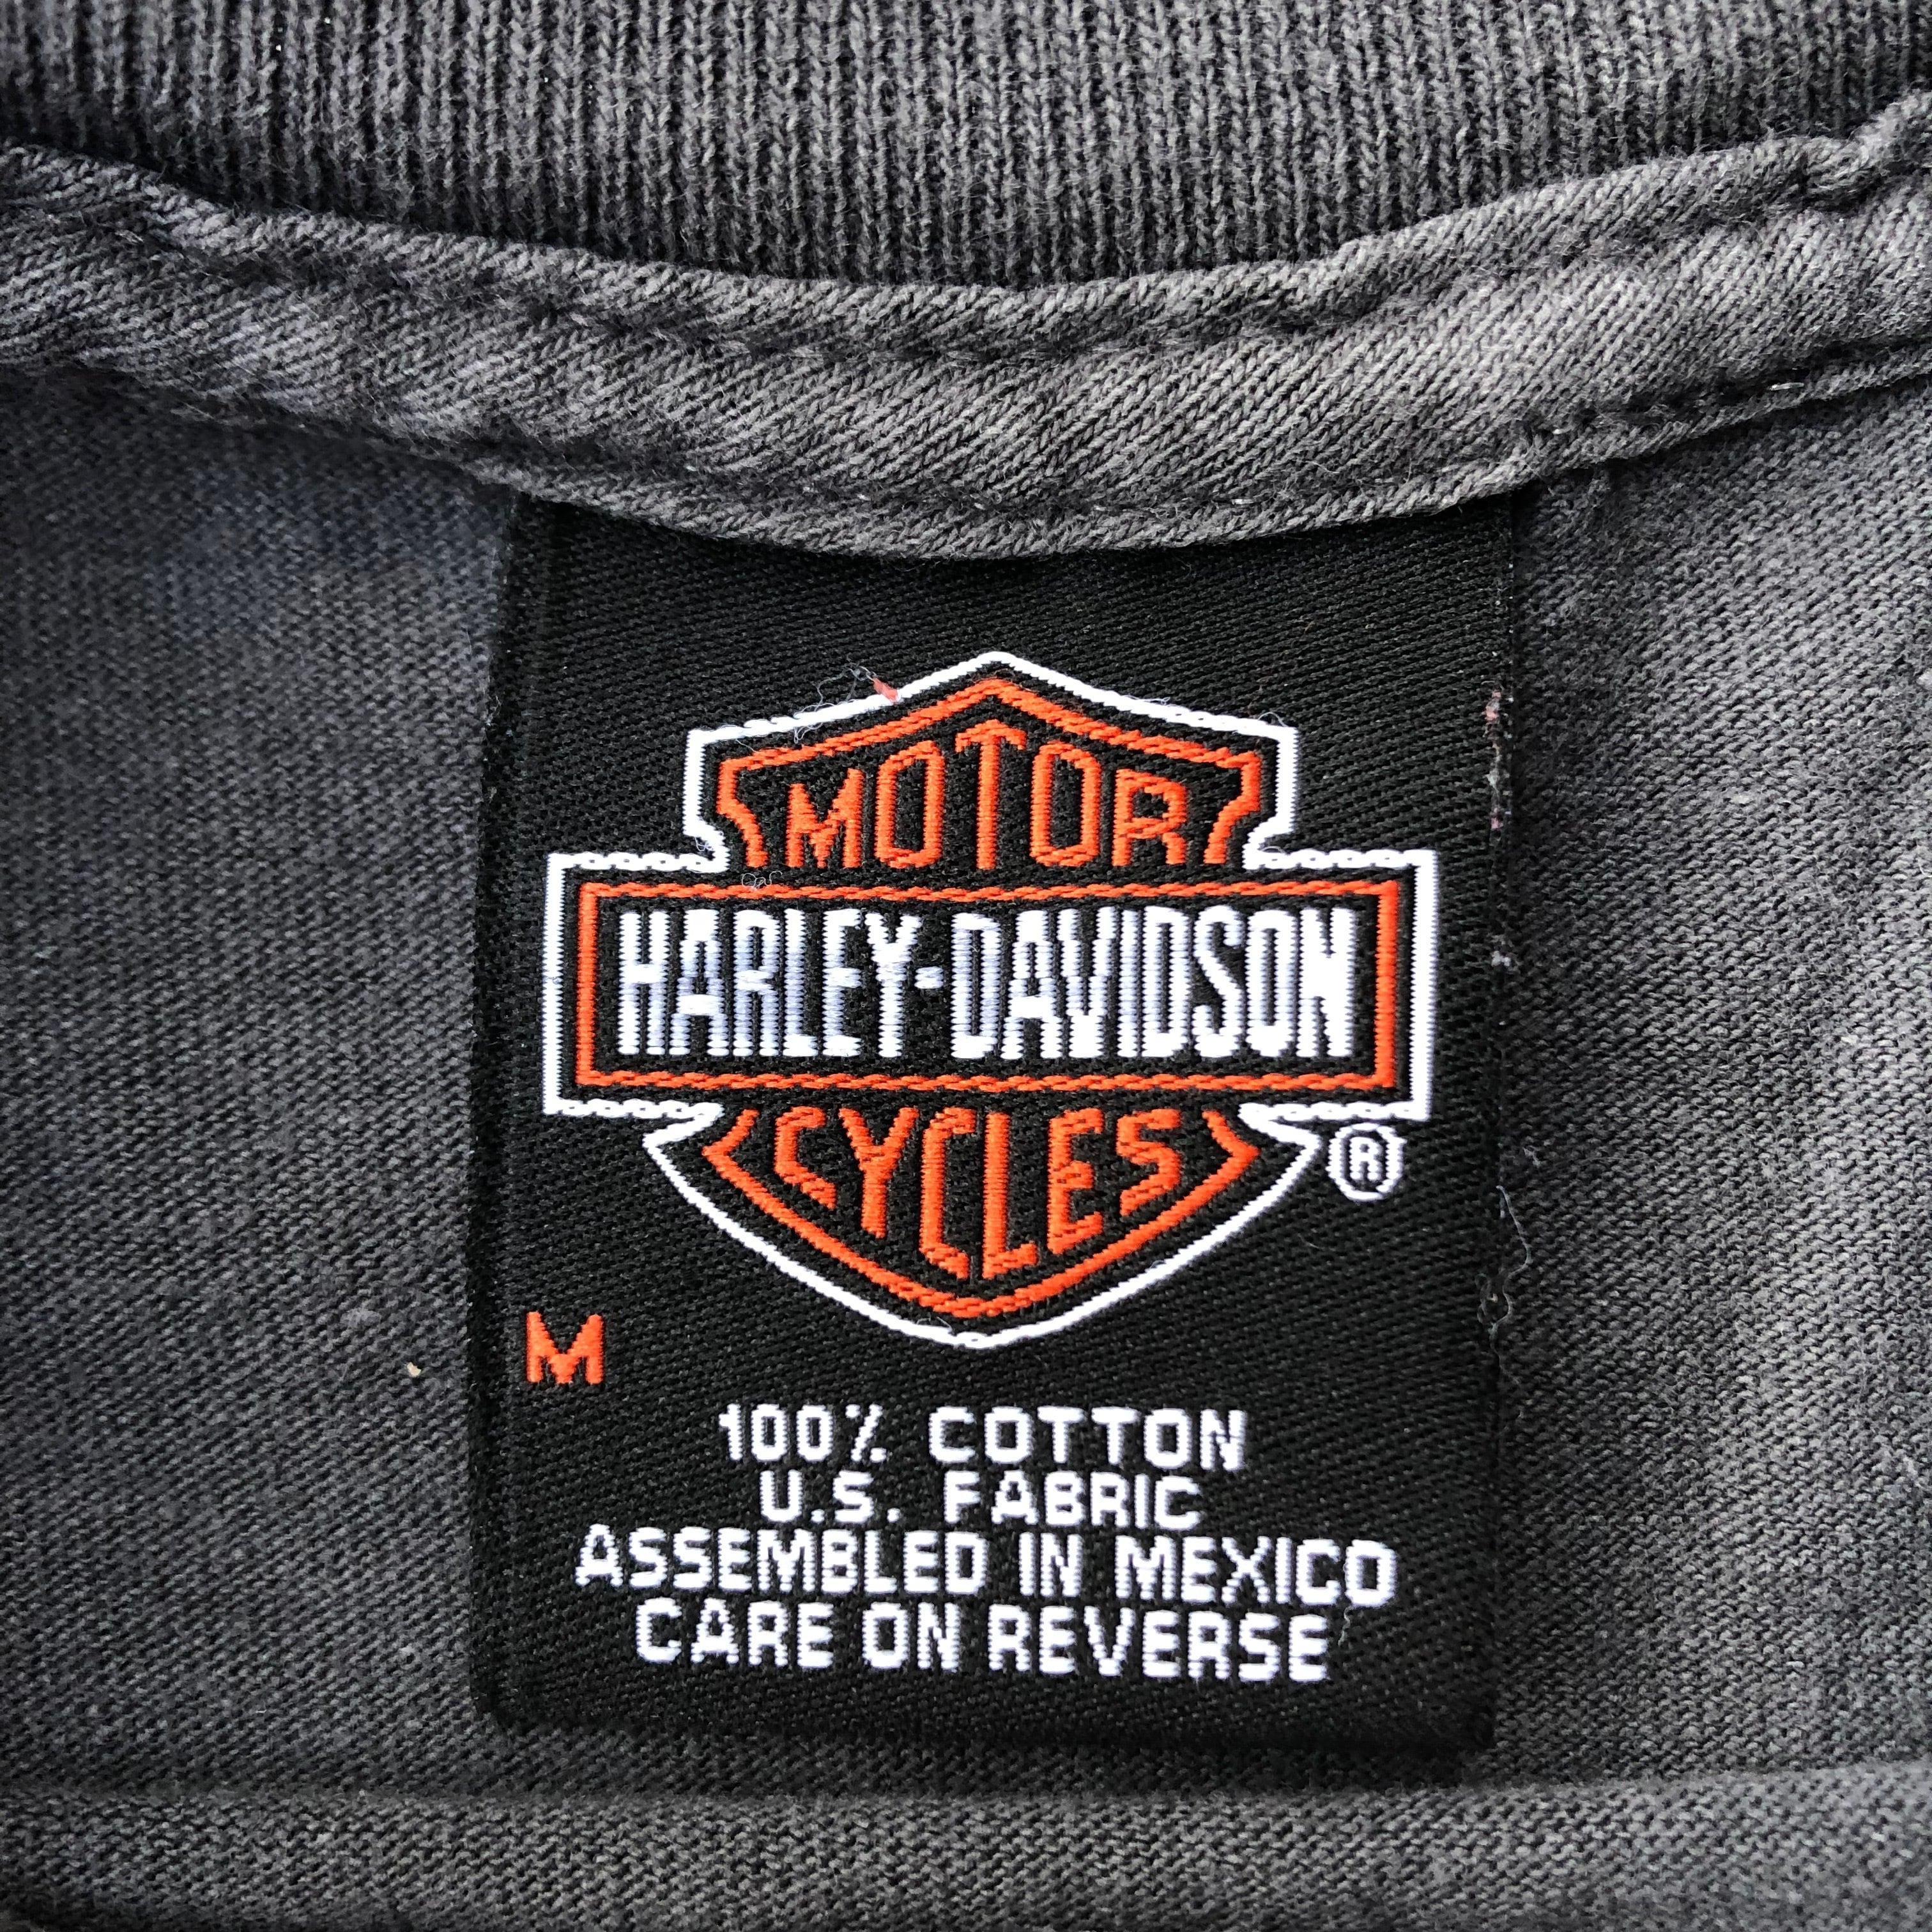 MOTOR
HARLEY-DAVIDSON
CYCLES
®
M
100% COTTON
U.S. FABRIC
ASSEMBLED IN MEXICO
CARE ON REVERSE